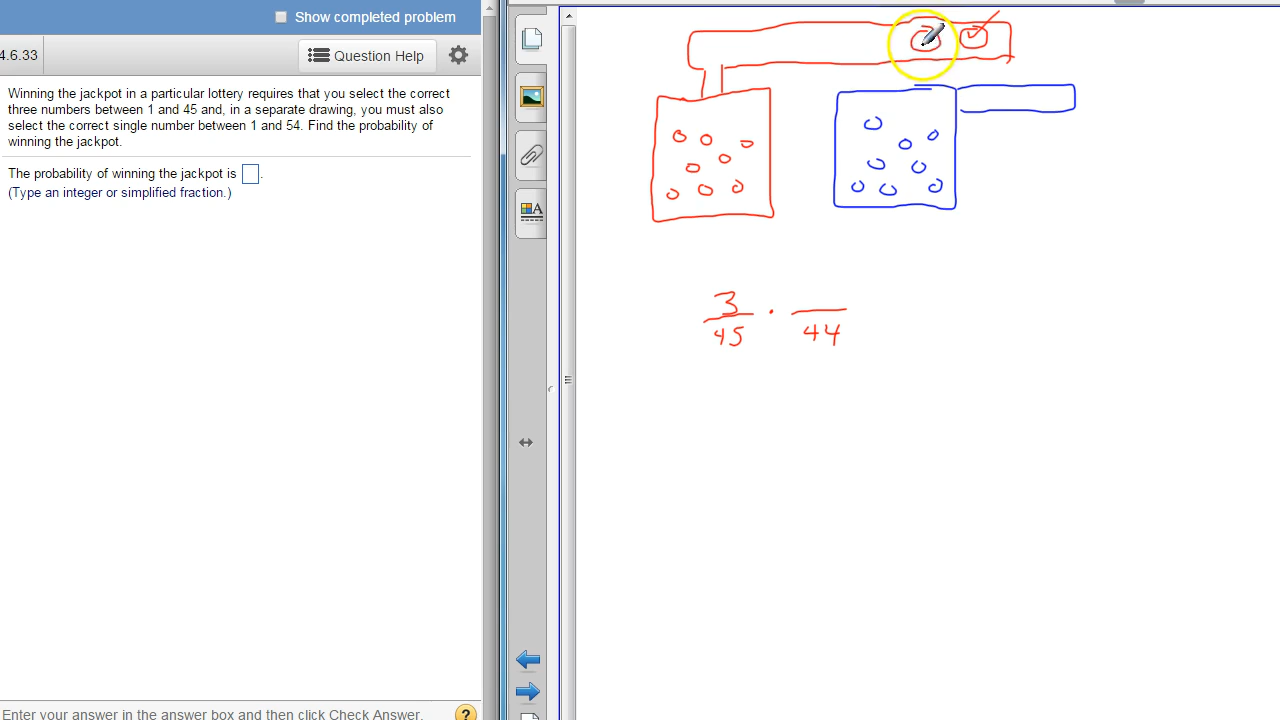 Show completed problem
4.6.33
Question Help
Winning the jackpot in a particular lottery requires that you select the correct
three numbers between 1 and 45 and, in a separate drawing, you must also
select the correct single number between 1 and 54. Find the probability of
winning the jackpot.
The probability of winning the jackpot is .
(Type an integer or simplified fraction.)
3
45 · 44
Enter your answer in the answer box and then click Check Answer.
?
A